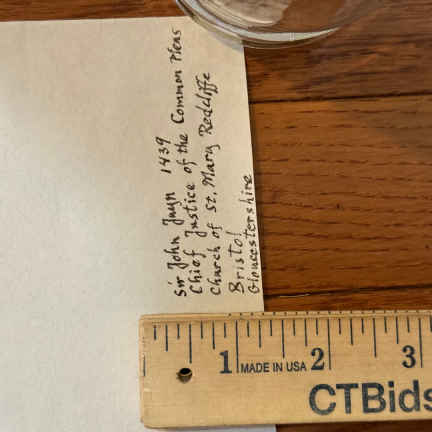 Sir John Juyn 1439
Chief Justice of the Common Pleas
Church of St. Mary Redcliffe
Bristol
Gloucestershire
1 MADE IN USA 2 3
CTBids